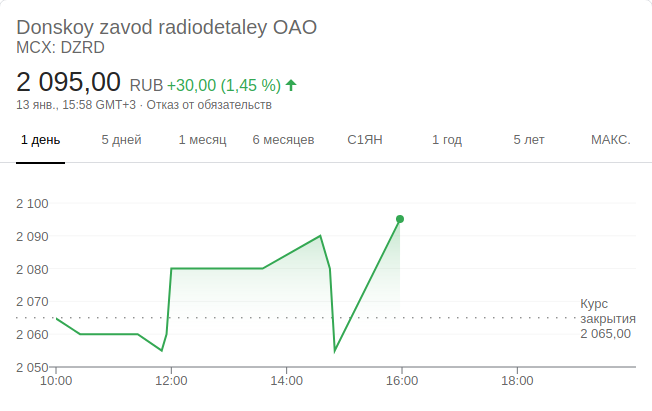 Donskoy zavod radiodetaley OAO
MCX: DZRD
2 095,00 RUB +30,00 (1,45 %)
13 янв., 15:58 GMT+3 · Отказ от обязательств
1 день 5 дней 1 месяц 6 месяцев С1ЯН 1 год 5 лет МАКС.
2 100
2 090
2 080
2 070
2 060
2 050
Курс
закрытия
2 065,00
10:00 12:00 14:00 16:00 18:00